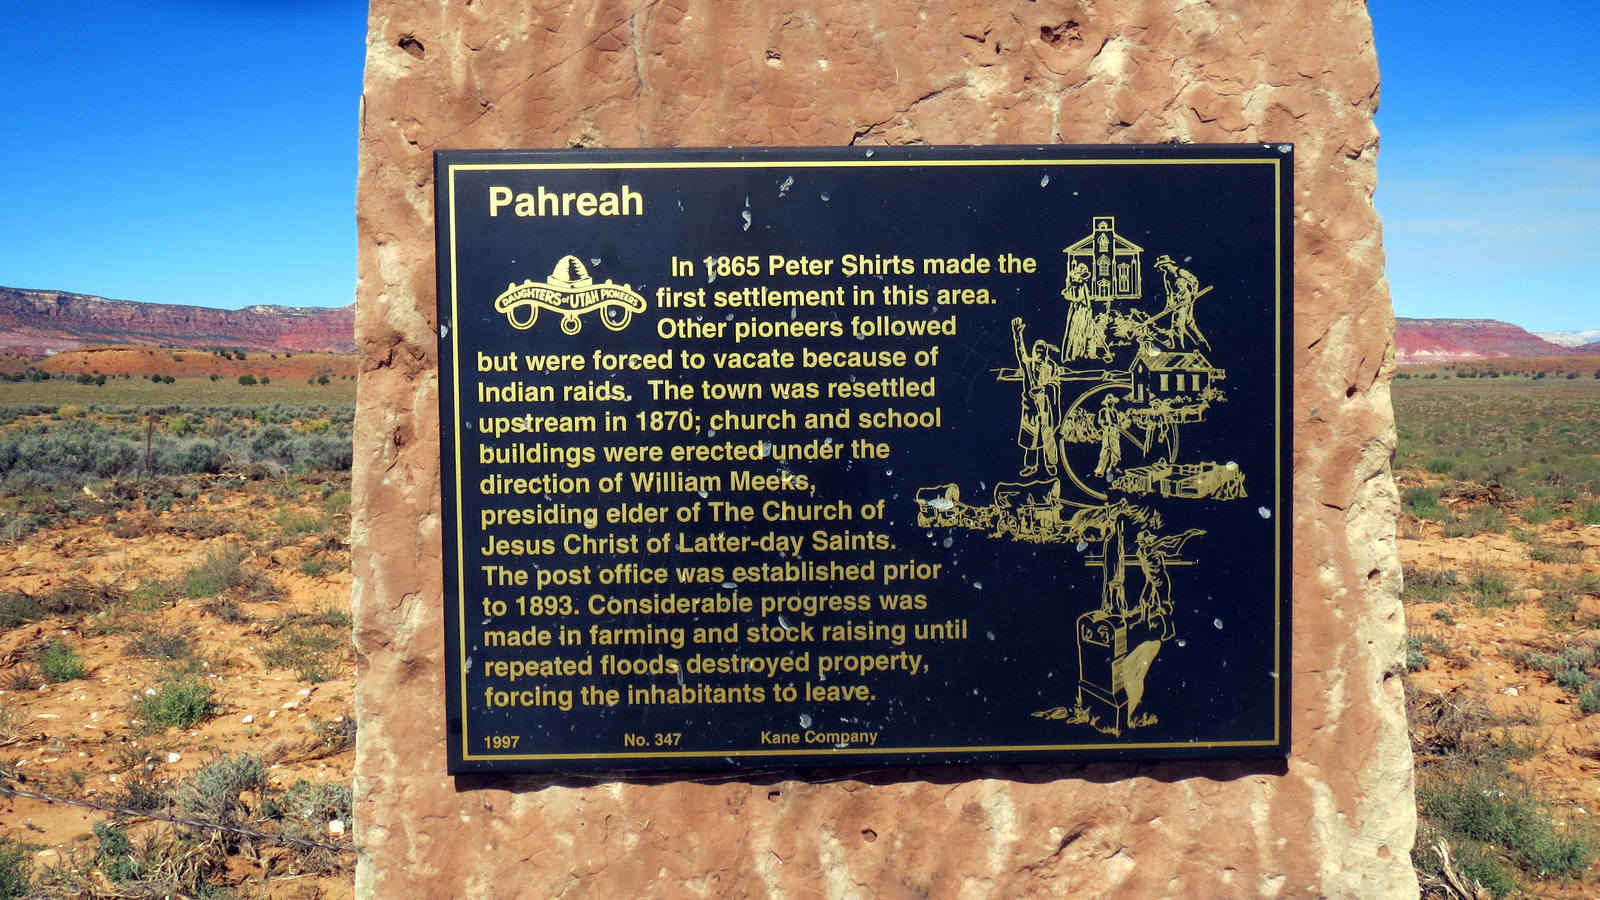 Pahreah
DAUGHTERS of UTAH PIONEERS
In 1865 Peter Shirts made the
first settlement in this area.
Other pioneers followed
but were forced to vacate because of
Indian raids. The town was resettled
upstream in 1870; church and school
buildings were erected under the
direction of William Meeks,
presiding elder of The Church of
Jesus Christ of Latter-day Saints.
The post office was established prior
to 1893. Considerable progress was
made in farming and stock raising until
repeated floods destroyed property,
forcing the inhabitants to leave.
1997 No. 347 Kane Company